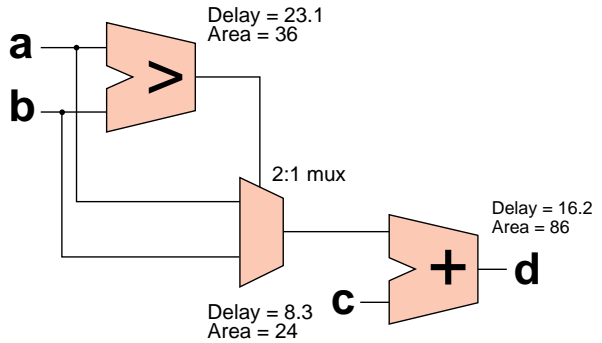 Delay = 23.1
Area = 36
a
>
b
2:1 mux
Delay = 16.2
Area = 86
+
d
c
Delay = 8.3
Area = 24